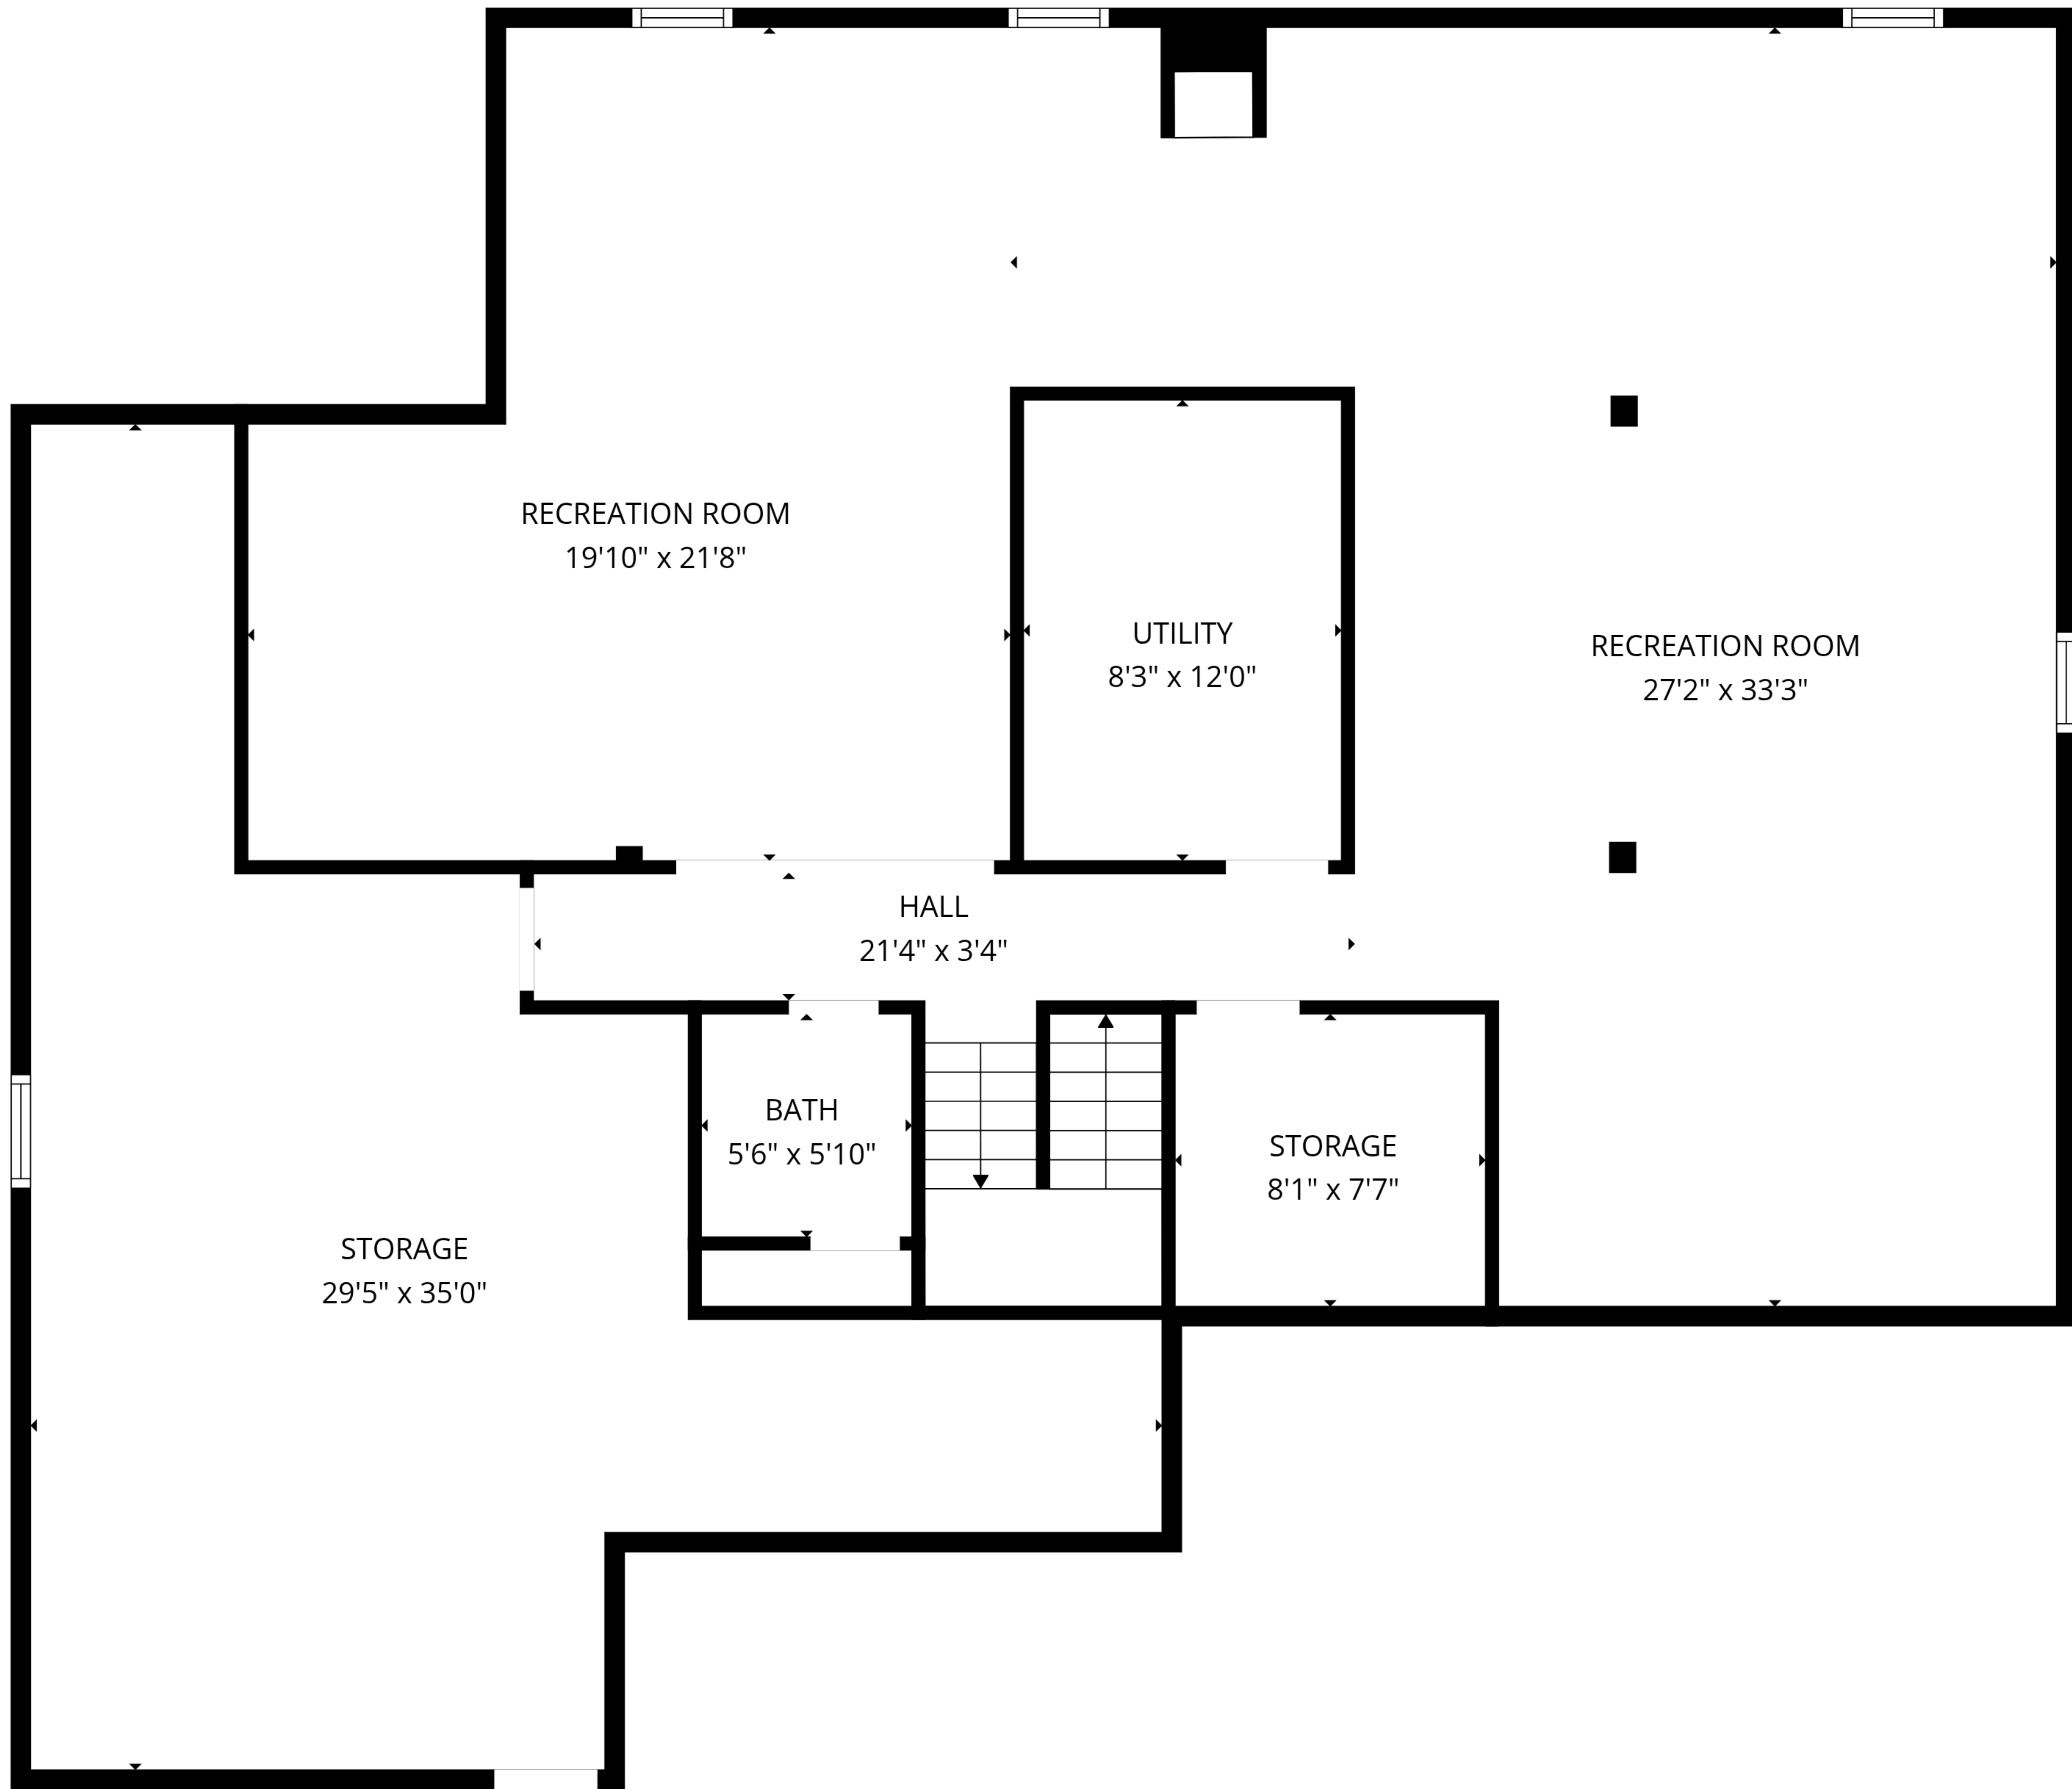 RECREATION ROOM
19'10" x 21'8"
UTILITY
8'3" x 12'0"
RECREATION ROOM
27'2" x 33'3"
HALL
21'4" x 3'4"
BATH
5'6" x 5'10"
STORAGE
8'1" x 7'7"
STORAGE
29'5" x 35'0"